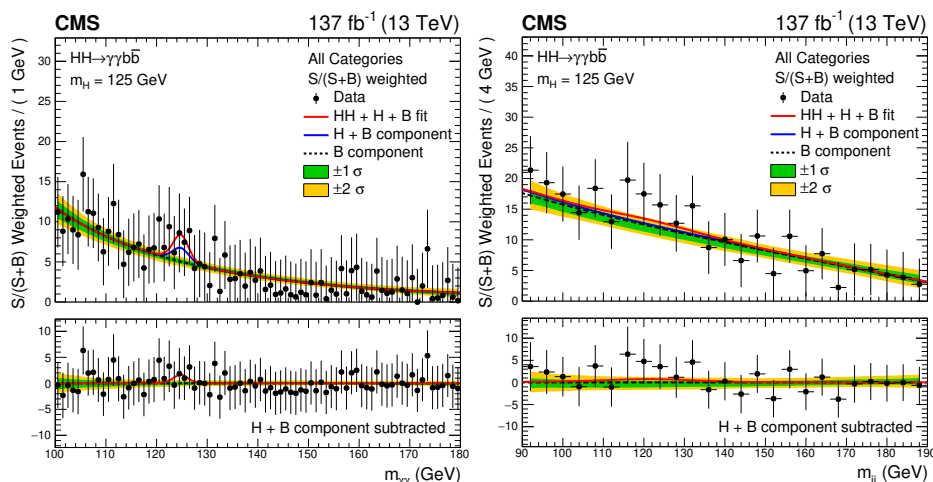 CMS 137 fb⁻¹ (13 TeV)
S/(S+B) Weighted Events / ( 1 GeV )
HH→γγbb̄
m_H = 125 GeV
All Categories
S/(S+B) weighted
Data
HH + H + B fit
H + B component
B component
±1 σ
±2 σ
30
25
20
15
10
5
0
10
5
0
−5
−10
H + B component subtracted
100 110 120 130 140 150 160 170 180
m_γγ (GeV)
CMS 137 fb⁻¹ (13 TeV)
S/(S+B) Weighted Events / ( 4 GeV )
HH→γγbb̄
m_H = 125 GeV
All Categories
S/(S+B) weighted
Data
HH + H + B fit
H + B component
B component
±1 σ
±2 σ
40
35
30
25
20
15
10
5
0
10
5
0
−5
−10
H + B component subtracted
90 100 110 120 130 140 150 160 170 180 190
m_jj (GeV)